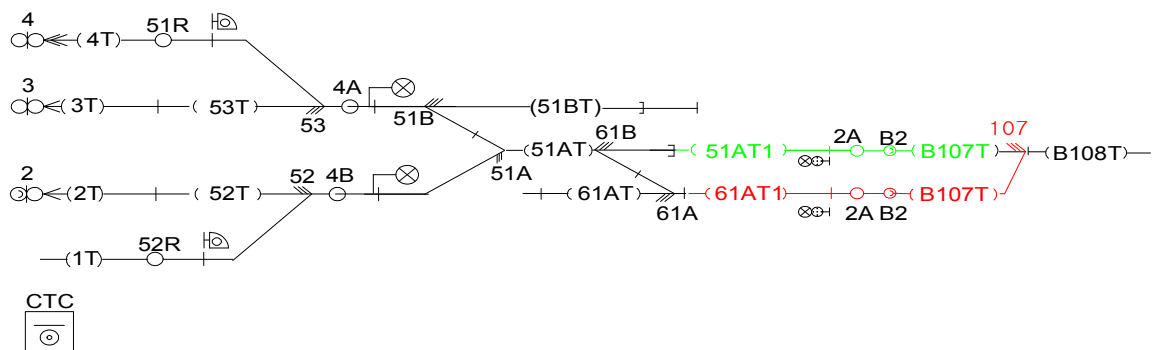 4
(4T) 51R
3
(3T) (53T) 53 4A 51B (51BT)
51A (51AT) 61B (51AT1) 2A B2 (B107T) 107 (B108T)
2
(2T) (52T) 52 4B
(61AT) 61A (61AT1) 2A B2 (B107T)
(1T) 52R
CTC